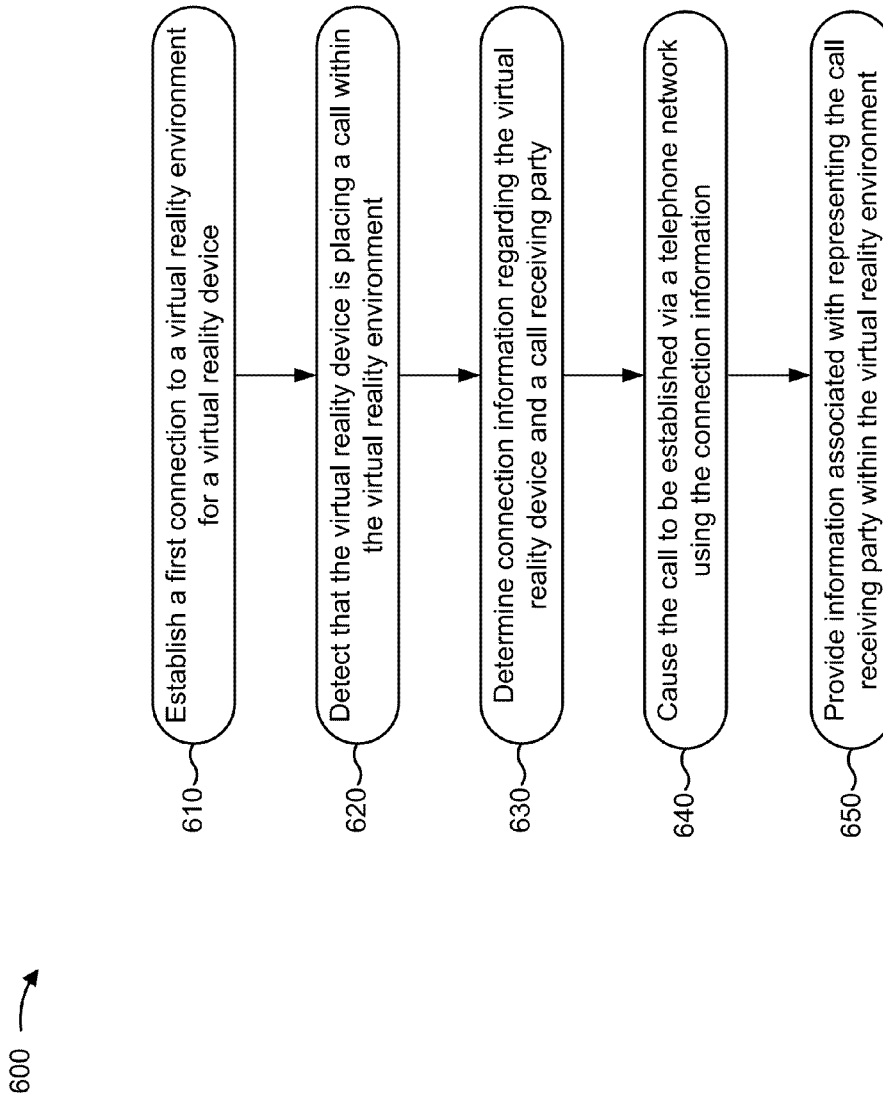 600
610
Establish a first connection to a virtual reality environment
for a virtual reality device
620
Detect that the virtual reality device is placing a call within
the virtual reality environment
630
Determine connection information regarding the virtual
reality device and a call receiving party
640
Cause the call to be established via a telephone network
using the connection information
650
Provide information associated with representing the call
receiving party within the virtual reality environment